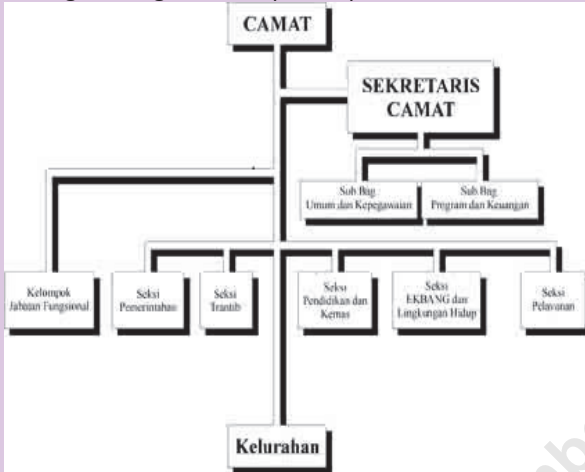 CAMAT
SEKRETARIS
CAMAT
Sub Bag
Umum dan Kepegawaian
Sub Bag
Program dan Keuangan
Kelompok
Jabatan Fungsional
Seksi
Pemerintahan
Seksi
Trantib
Seksi
Pendidikan dan
Kemas
Seksi
EKBANG dan
Lingkungan Hidup
Seksi
Pelayanan
Kelurahan